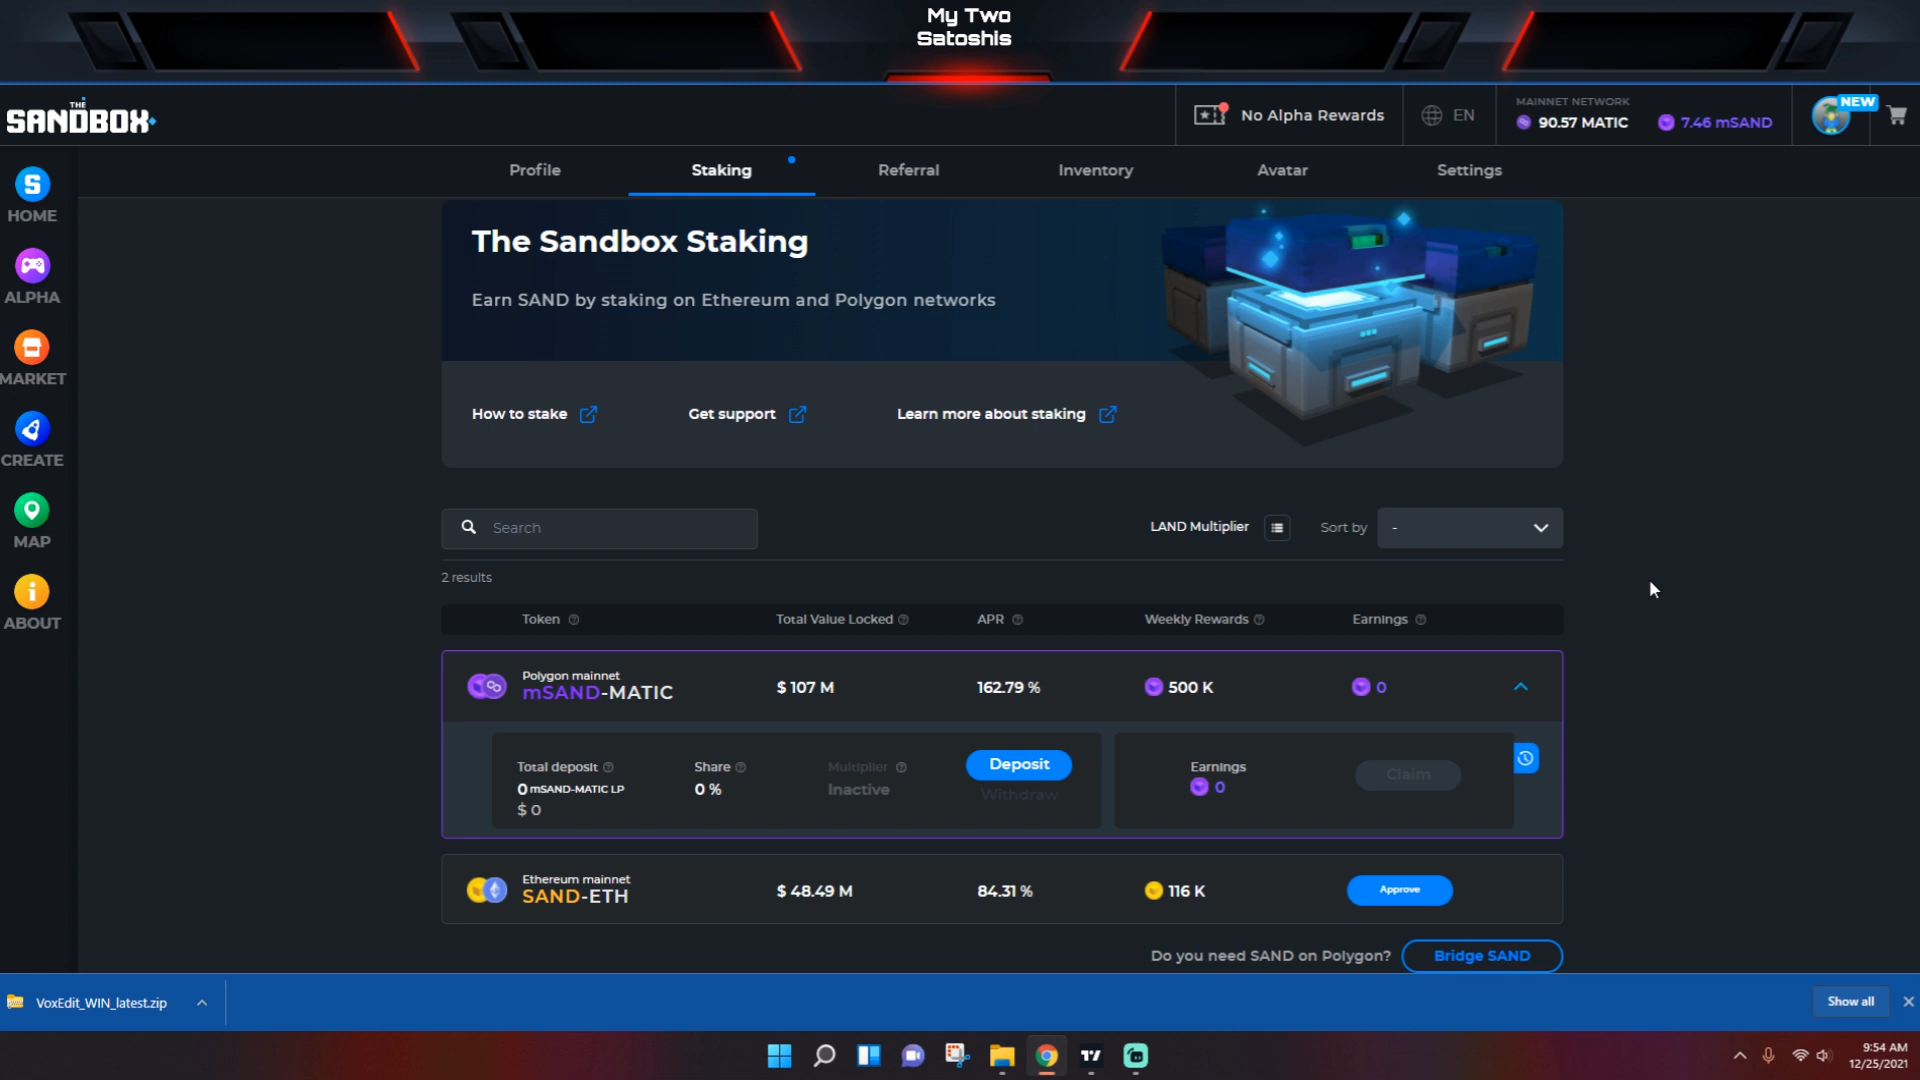 My Two
Satoshis
THE
SANDBOX
No Alpha Rewards
EN
MAINNET NETWORK
90.57 MATIC
7.46 mSAND
NEW
Profile
Staking
Referral
Inventory
Avatar
Settings
S
HOME
ALPHA
MARKET
CREATE
MAP
i
ABOUT
The Sandbox Staking
Earn SAND by staking on Ethereum and Polygon networks
How to stake
Get support
Learn more about staking
Search
LAND Multiplier
Sort by
-
2 results
Token
Total Value Locked
APR
Weekly Rewards
Earnings
Polygon mainnet
mSAND-MATIC
$ 107 M
162.79 %
500 K
0
Total deposit
0 mSAND-MATIC LP
$ 0
Share
0 %
Multiplier
Inactive
Deposit
Withdraw
Earnings
0
Claim
Ethereum mainnet
SAND-ETH
$ 48.49 M
84.31 %
116 K
Approve
Do you need SAND on Polygon?
Bridge SAND
VoxEdit_WIN_latest.zip
Show all
9:54 AM
12/25/2021